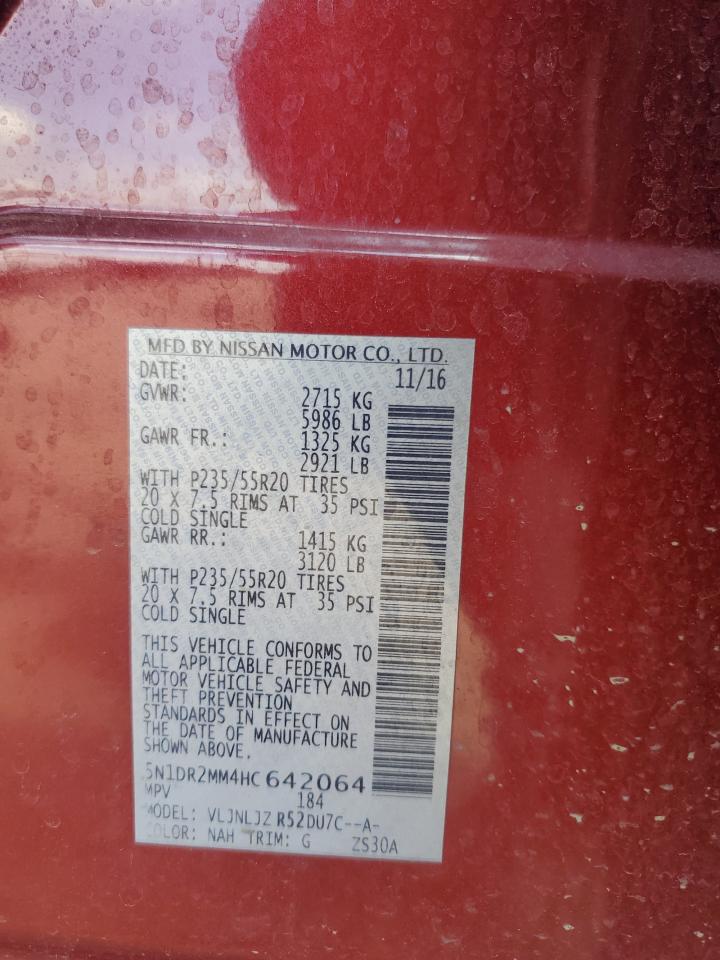 MFD BY NISSAN MOTOR CO., LTD.
DATE: 11/16
GVWR: 2715 KG
5986 LB
GAWR FR.: 1325 KG
2921 LB
WITH P235/55R20 TIRES
20 X 7.5 RIMS AT 35 PSI
COLD SINGLE
GAWR RR.: 1415 KG
3120 LB
WITH P235/55R20 TIRES
20 X 7.5 RIMS AT 35 PSI
COLD SINGLE
THIS VEHICLE CONFORMS TO
ALL APPLICABLE FEDERAL
MOTOR VEHICLE SAFETY AND
THEFT PREVENTION
STANDARDS IN EFFECT ON
THE DATE OF MANUFACTURE
SHOWN ABOVE.
5N1DR2MM4HC642064
MPV 184
MODEL: VLJNLJZ R52DU7C--A-
COLOR: NAH TRIM: G ZS30A